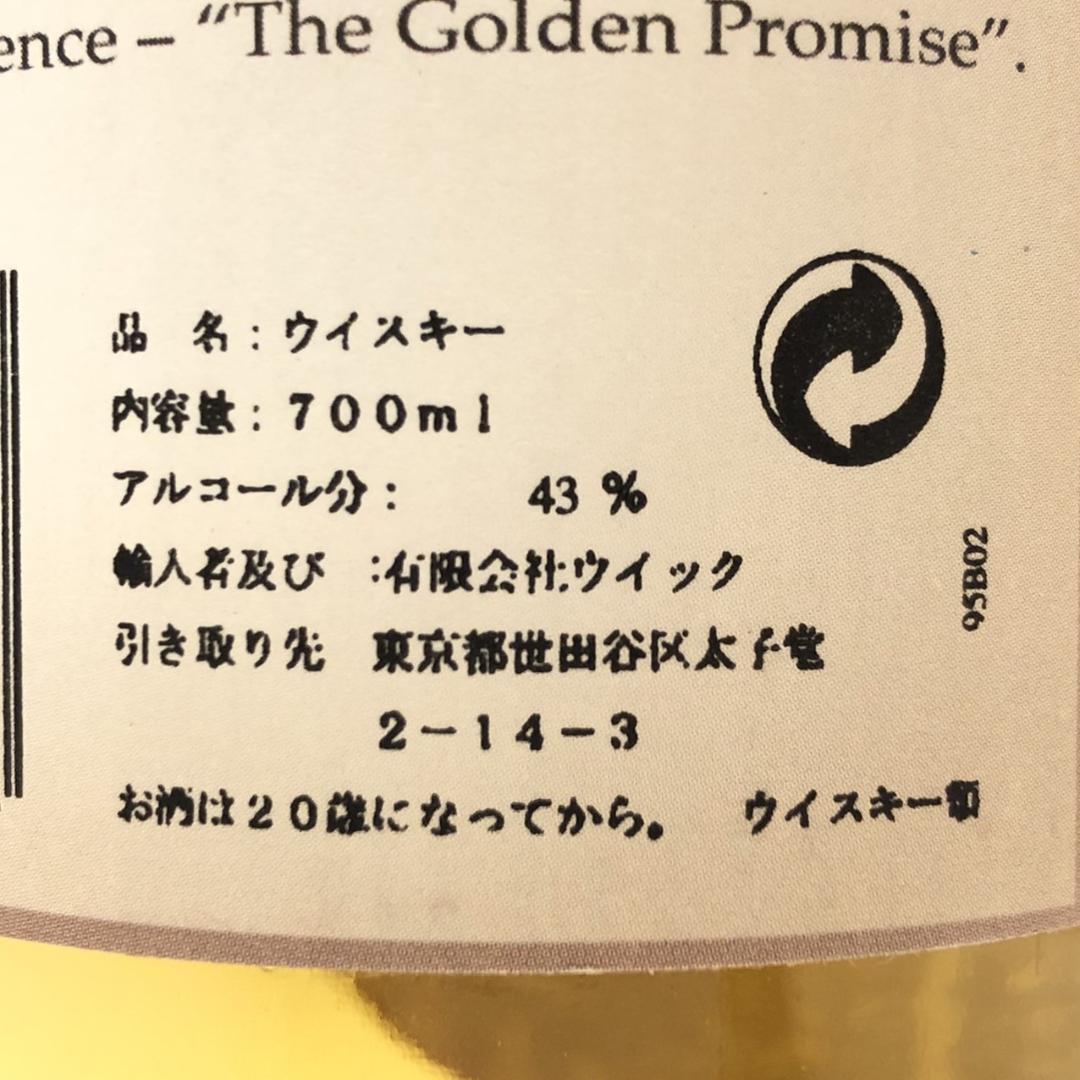 ence – “The Golden Promise”.
品 名：ウイスキー
内容量：７００ｍｌ
アルコール分： 43 %
輸入者及び ：有限会社ウイック
引き取り先 東京都世田谷区太子堂
２－１４－３
お酒は２０歳になってから。 ウイスキー類
95B02